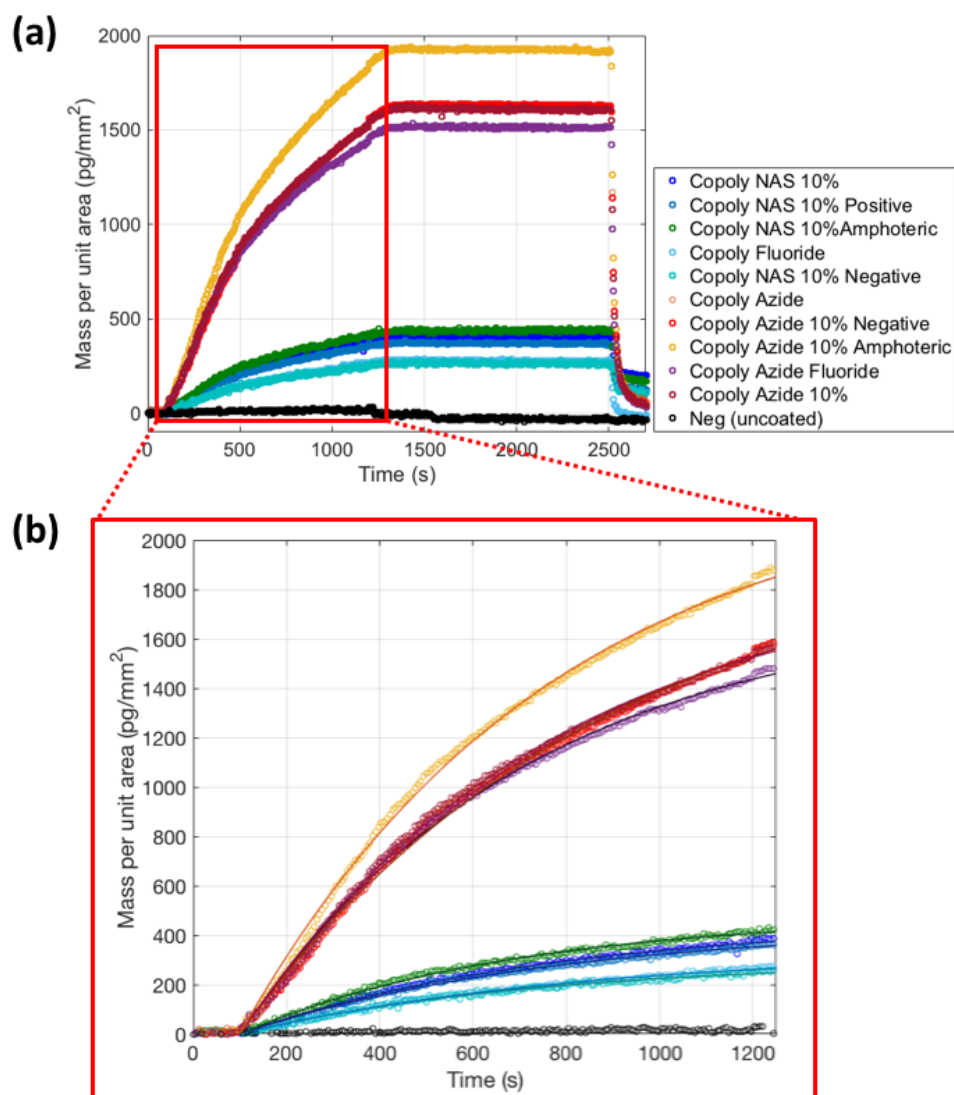 (a)
2000
1500
1000
500
0
Mass per unit area (pg/mm²)
0 500 1000 1500 2000 2500
Time (s)
Copoly NAS 10%
Copoly NAS 10% Positive
Copoly NAS 10%Amphoteric
Copoly Fluoride
Copoly NAS 10% Negative
Copoly Azide
Copoly Azide 10% Negative
Copoly Azide 10% Amphoteric
Copoly Azide Fluoride
Copoly Azide 10%
Neg (uncoated)
(b)
2000
1800
1600
1400
1200
1000
800
600
400
200
0
Mass per unit area (pg/mm²)
0 200 400 600 800 1000 1200
Time (s)